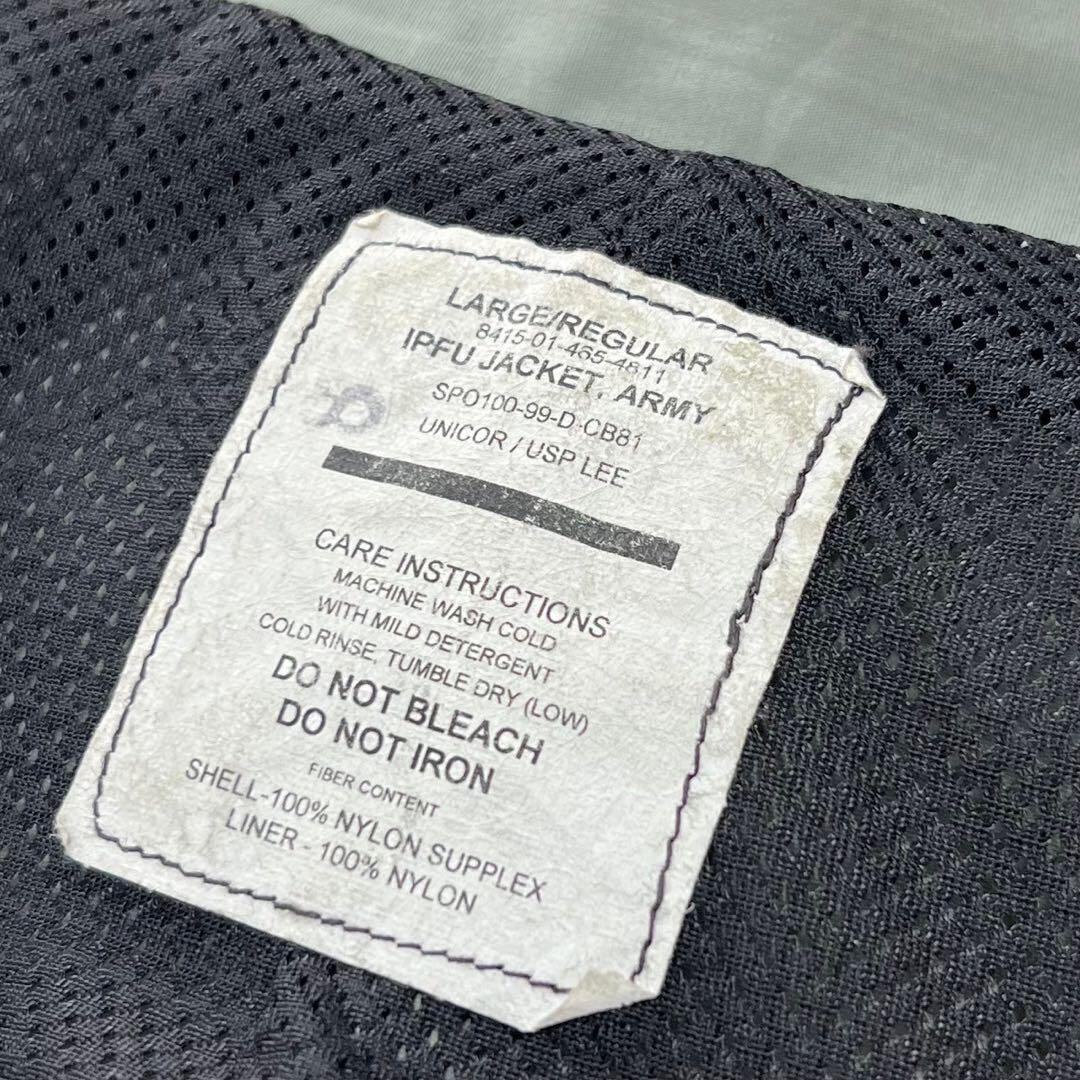 LARGE/REGULAR
8415-01-465-4611
IPFU JACKET, ARMY
SPO100-99-D-CB81
UNICOR / USP LEE
CARE INSTRUCTIONS
MACHINE WASH COLD
WITH MILD DETERGENT
COLD RINSE, TUMBLE DRY (LOW)
DO NOT BLEACH
DO NOT IRON
FIBER CONTENT
SHELL-100% NYLON SUPPLEX
LINER - 100% NYLON